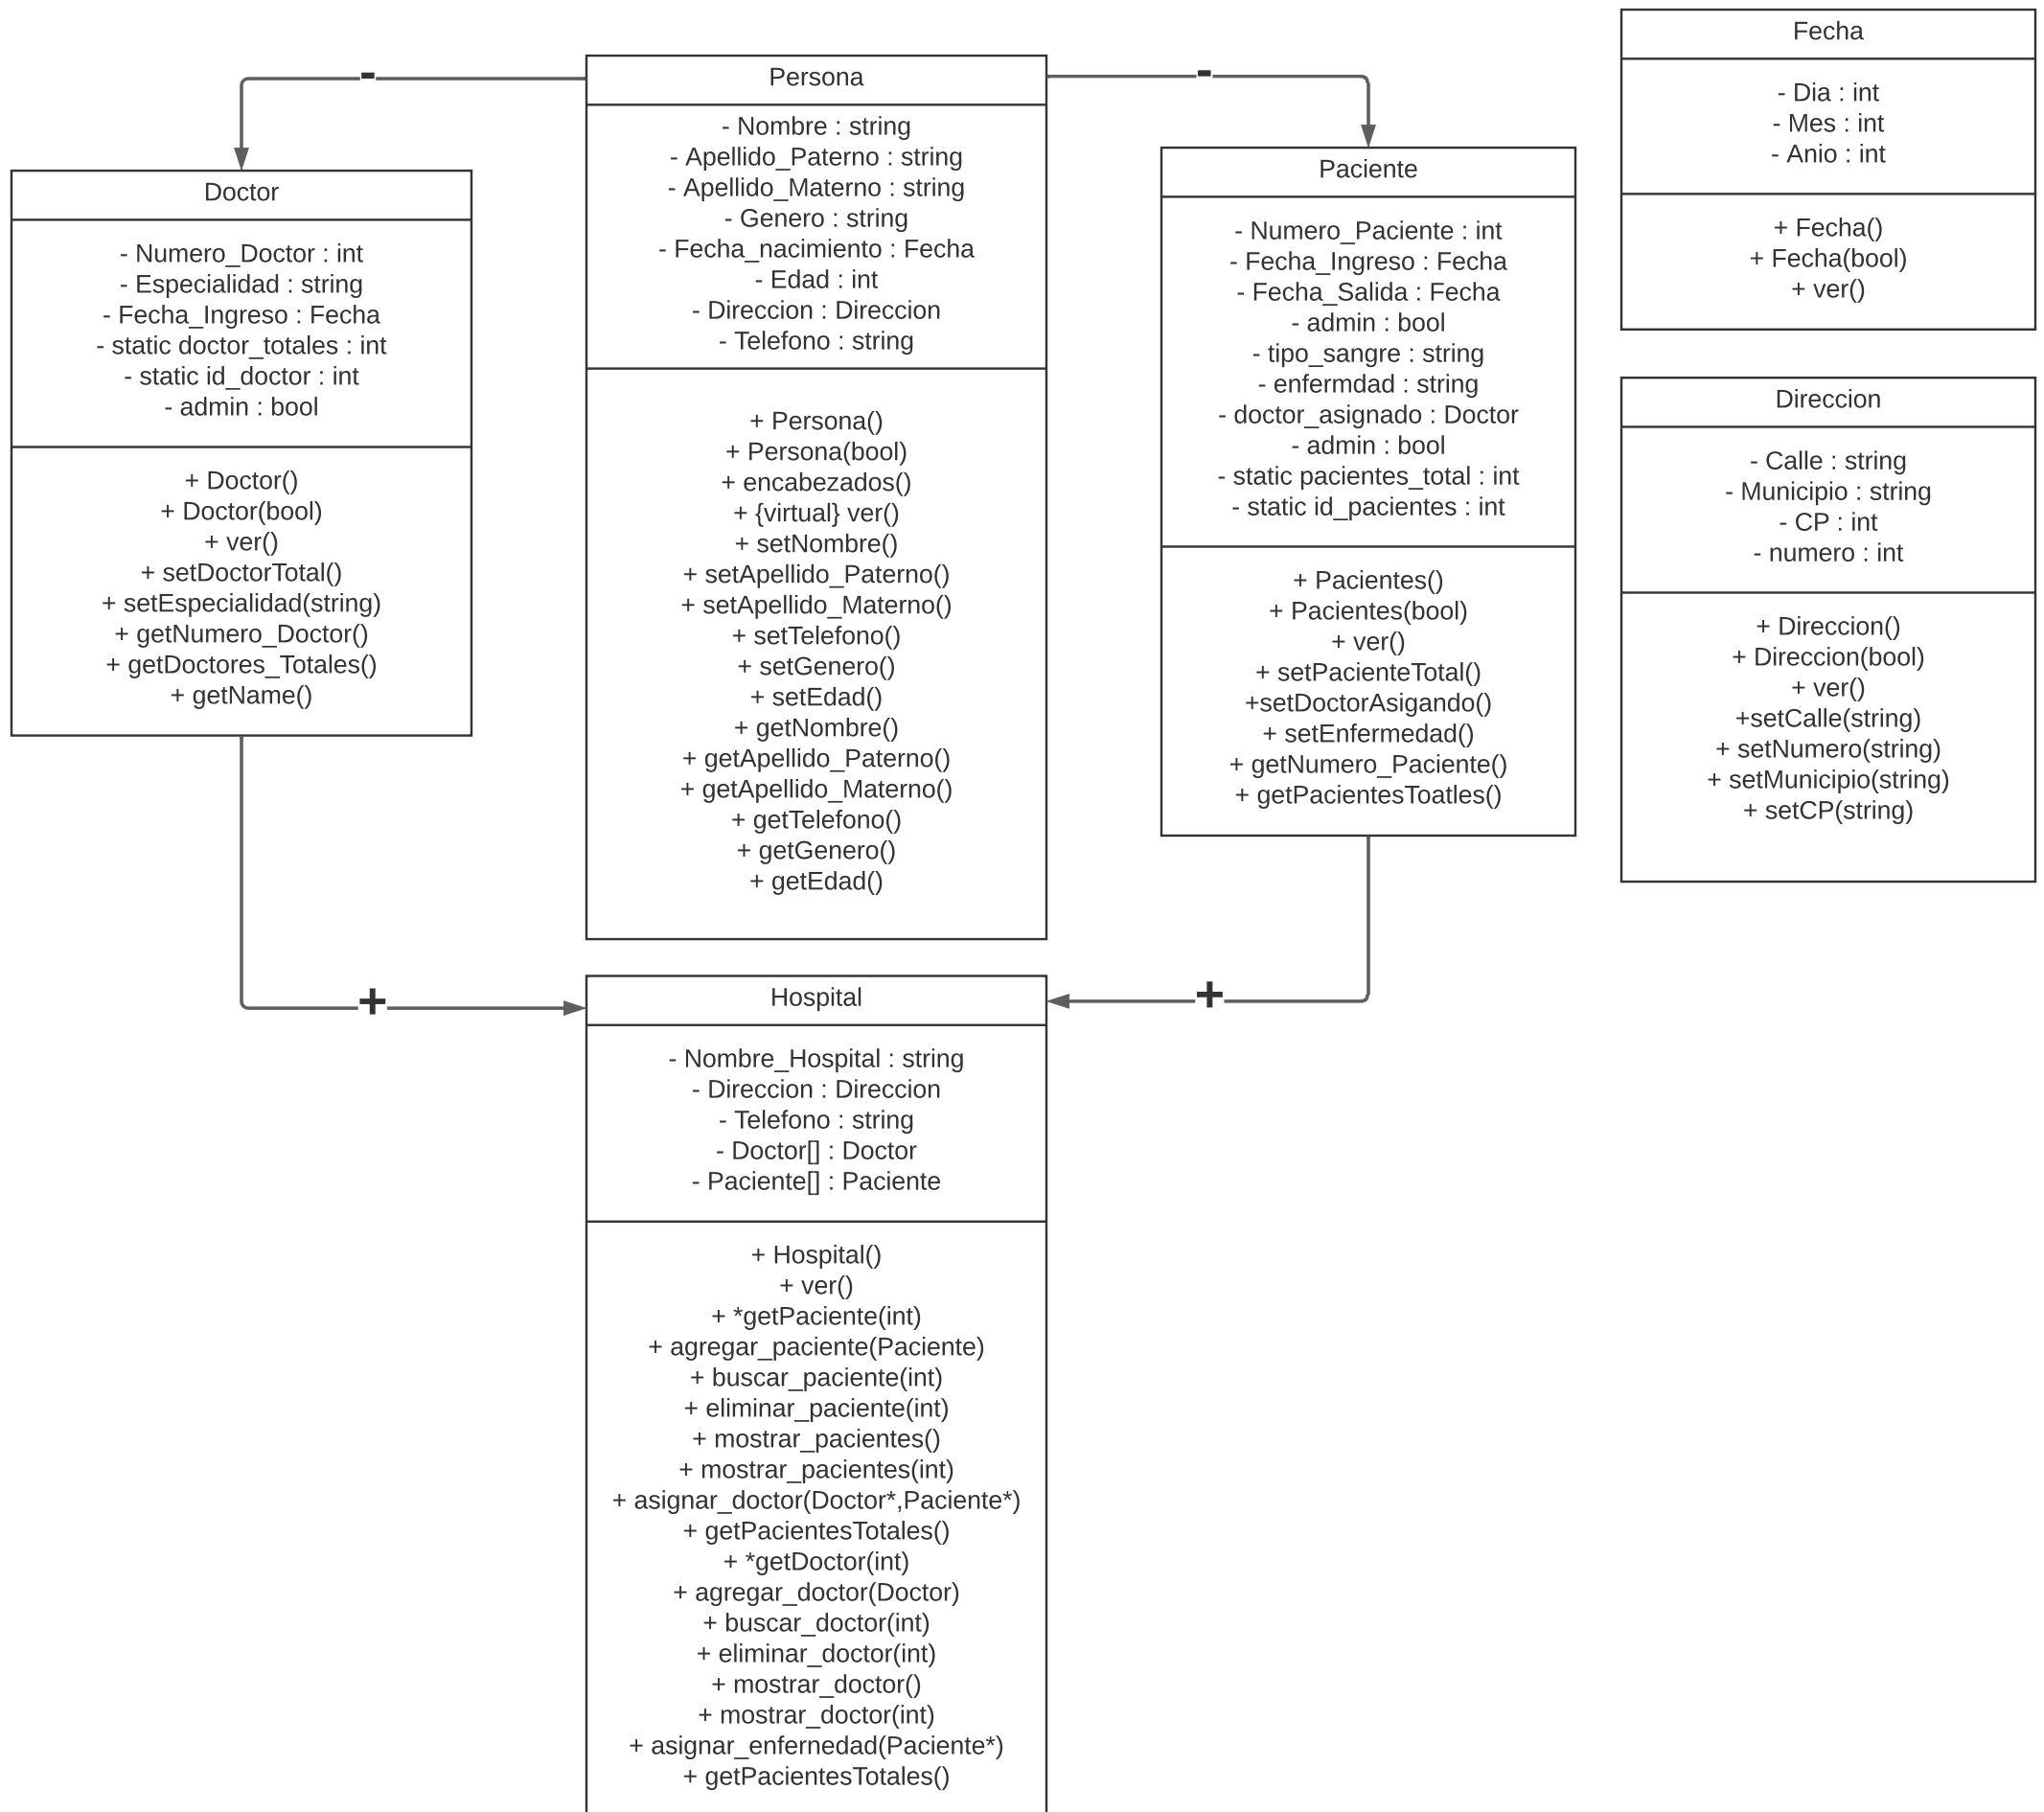 Persona
- Nombre : string
- Apellido_Paterno : string
- Apellido_Materno : string
- Genero : string
- Fecha_nacimiento : Fecha
- Edad : int
- Direccion : Direccion
- Telefono : string
+ Persona()
+ Persona(bool)
+ encabezados()
+ {virtual} ver()
+ setNombre()
+ setApellido_Paterno()
+ setApellido_Materno()
+ setTelefono()
+ setGenero()
+ setEdad()
+ getNombre()
+ getApellido_Paterno()
+ getApellido_Materno()
+ getTelefono()
+ getGenero()
+ getEdad()
-
-
Doctor
- Numero_Doctor : int
- Especialidad : string
- Fecha_Ingreso : Fecha
- static doctor_totales : int
- static id_doctor : int
- admin : bool
+ Doctor()
+ Doctor(bool)
+ ver()
+ setDoctorTotal()
+ setEspecialidad(string)
+ getNumero_Doctor()
+ getDoctores_Totales()
+ getName()
Paciente
- Numero_Paciente : int
- Fecha_Ingreso : Fecha
- Fecha_Salida : Fecha
- admin : bool
- tipo_sangre : string
- enfermdad : string
- doctor_asignado : Doctor
- admin : bool
- static pacientes_total : int
- static id_pacientes : int
+ Pacientes()
+ Pacientes(bool)
+ ver()
+ setPacienteTotal()
+setDoctorAsigando()
+ setEnfermedad()
+ getNumero_Paciente()
+ getPacientesToatles()
Fecha
- Dia : int
- Mes : int
- Anio : int
+ Fecha()
+ Fecha(bool)
+ ver()
Direccion
- Calle : string
- Municipio : string
- CP : int
- numero : int
+ Direccion()
+ Direccion(bool)
+ ver()
+setCalle(string)
+ setNumero(string)
+ setMunicipio(string)
+ setCP(string)
+
+
Hospital
- Nombre_Hospital : string
- Direccion : Direccion
- Telefono : string
- Doctor[] : Doctor
- Paciente[] : Paciente
+ Hospital()
+ ver()
+ *getPaciente(int)
+ agregar_paciente(Paciente)
+ buscar_paciente(int)
+ eliminar_paciente(int)
+ mostrar_pacientes()
+ mostrar_pacientes(int)
+ asignar_doctor(Doctor*,Paciente*)
+ getPacientesTotales()
+ *getDoctor(int)
+ agregar_doctor(Doctor)
+ buscar_doctor(int)
+ eliminar_doctor(int)
+ mostrar_doctor()
+ mostrar_doctor(int)
+ asignar_enfernedad(Paciente*)
+ getPacientesTotales()